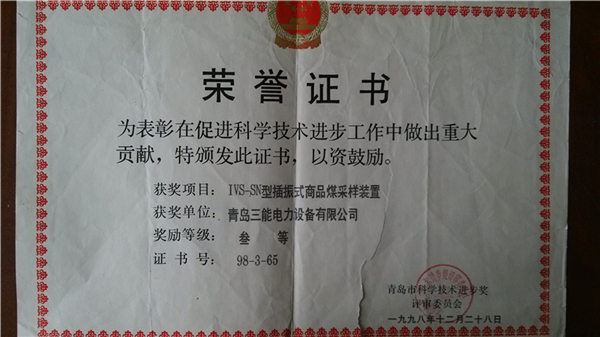 荣誉证书
为表彰在促进科学技术进步工作中做出重大
贡献，特颁发此证书，以资鼓励。
获奖项目：IVS-SN型插振式商品煤采样装置
获奖单位：青岛三能电力设备有限公司
奖励等级：叁等
证书号：98-3-65
青岛市科学技术进步奖
评审委员会
一九九八年十二月二十八日